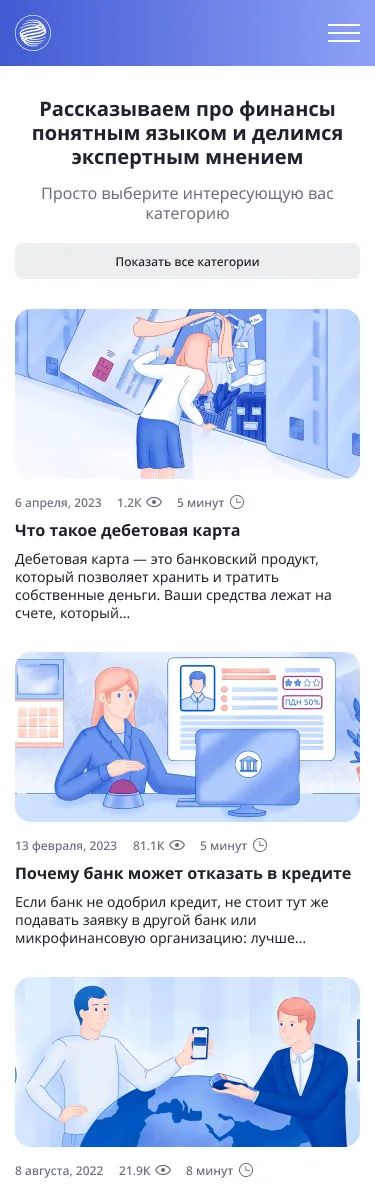 Рассказываем про финансы
понятным языком и делимся
экспертным мнением
Просто выберите интересующую вас
категорию
Показать все категории
6 апреля, 2023 1.2K 5 минут
Что такое дебетовая карта
Дебетовая карта — это банковский продукт,
который позволяет хранить и тратить
собственные деньги. Ваши средства лежат на
счете, который...
ПДН 50%
13 февраля, 2023 81.1K 5 минут
Почему банк может отказать в кредите
Если банк не одобрил кредит, не стоит тут же
подавать заявку в другой банк или
микрофинансовую организацию: лучше...
8 августа, 2022 21.9K 8 минут